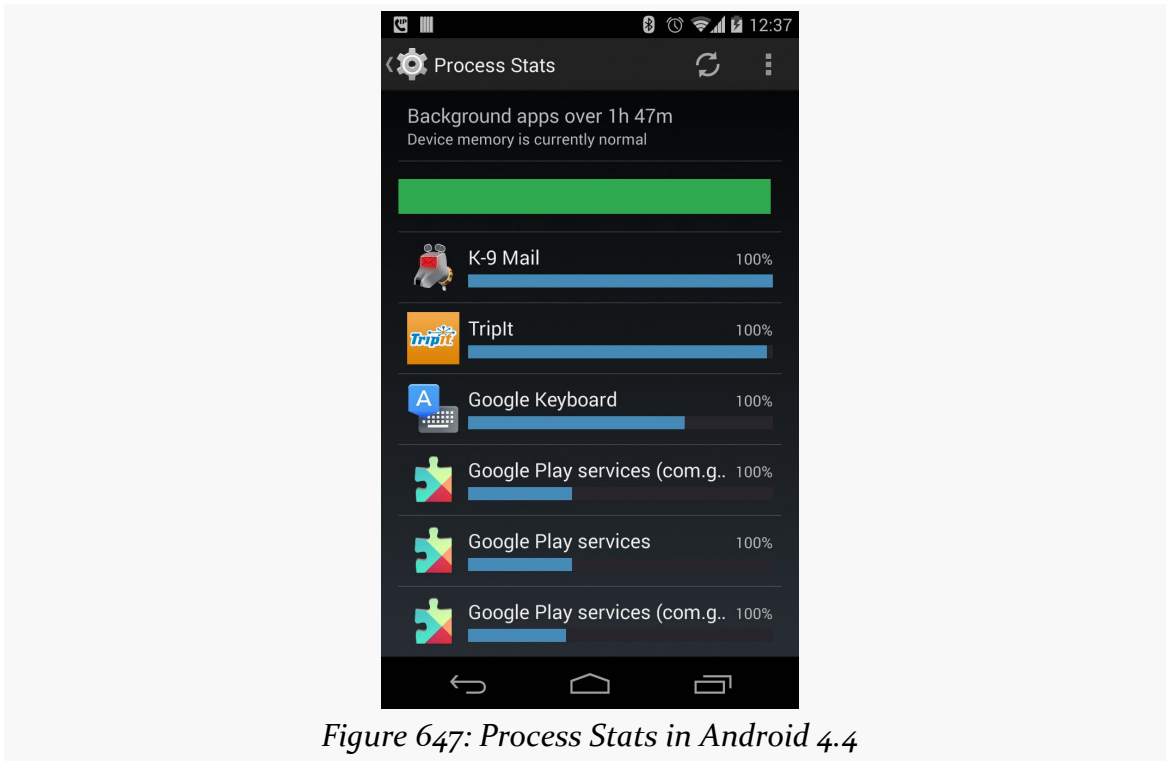 12:37
Process Stats
Background apps over 1h 47m
Device memory is currently normal
K-9 Mail 100%
TripIt
TripIt 100%
A
Google Keyboard 100%
Google Play services (com.g.. 100%
Google Play services 100%
Google Play services (com.g.. 100%
Figure 647: Process Stats in Android 4.4